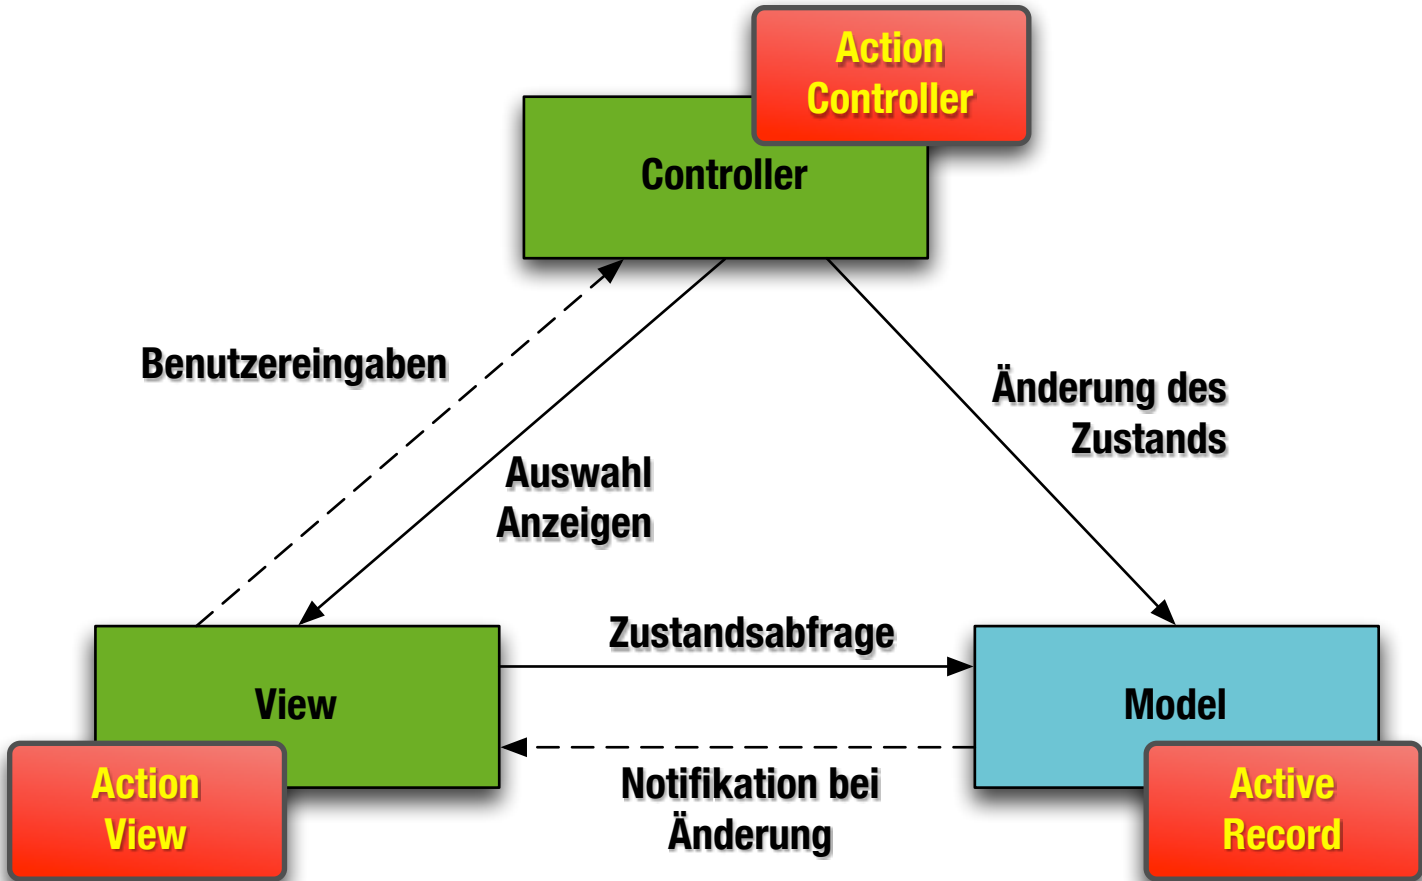 Action
Controller
Controller
Benutzereingaben
Änderung des
Zustands
Auswahl
Anzeigen
Zustandsabfrage
View
Model
Action
View
Notifikation bei
Änderung
Active
Record